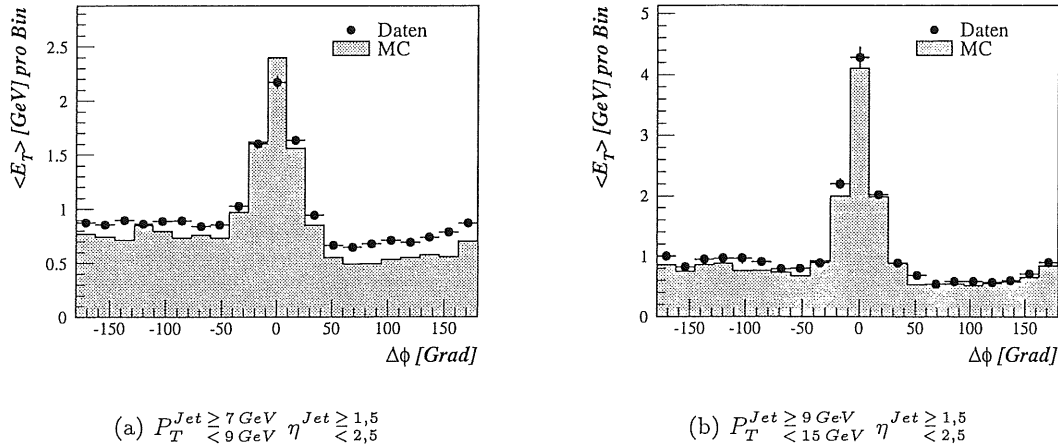 <E_T> [GeV] pro Bin
Daten
MC
2.5
2
1.5
1
0.5
0
-150 -100 -50 0 50 100 150
Δϕ [Grad]
(a) P_T^{Jet} ≥ 7 GeV < 9 GeV η^{Jet} ≥ 1,5 < 2,5
<E_T> [GeV] pro Bin
Daten
MC
5
4
3
2
1
0
-150 -100 -50 0 50 100 150
Δϕ [Grad]
(b) P_T^{Jet} ≥ 9 GeV < 15 GeV η^{Jet} ≥ 1,5 < 2,5